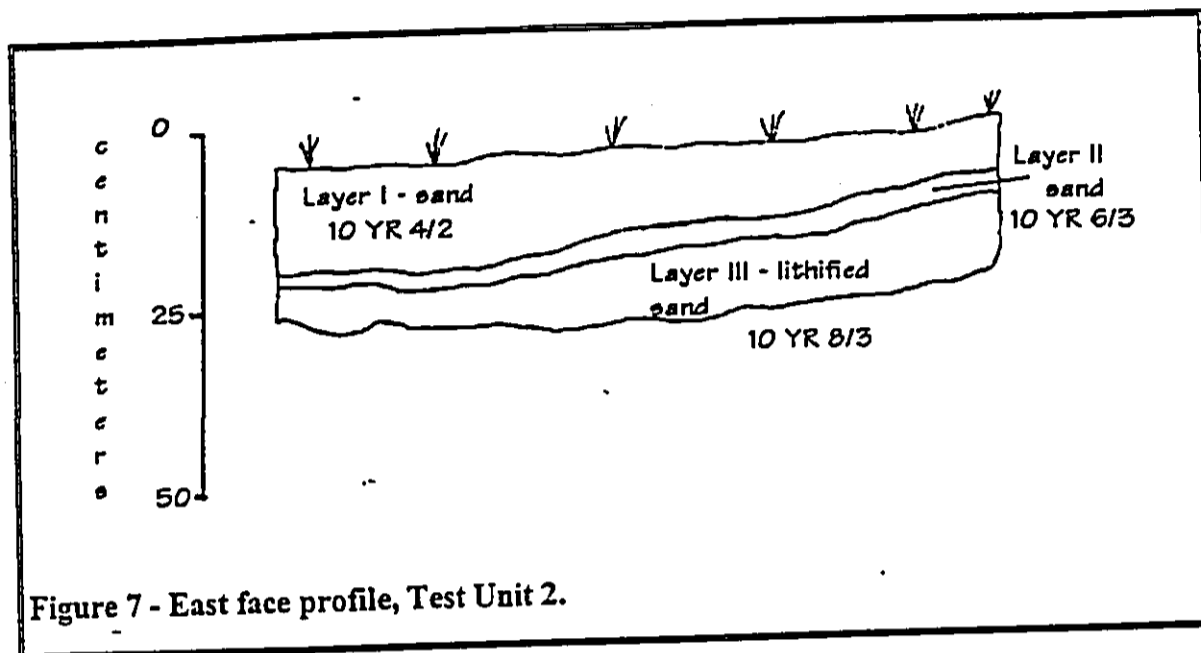 0
centimeters
25
50
Layer I - sand
10 YR 4/2
Layer II
sand
10 YR 6/3
Layer III - lithified
sand
10 YR 8/3
Figure 7 - East face profile, Test Unit 2.